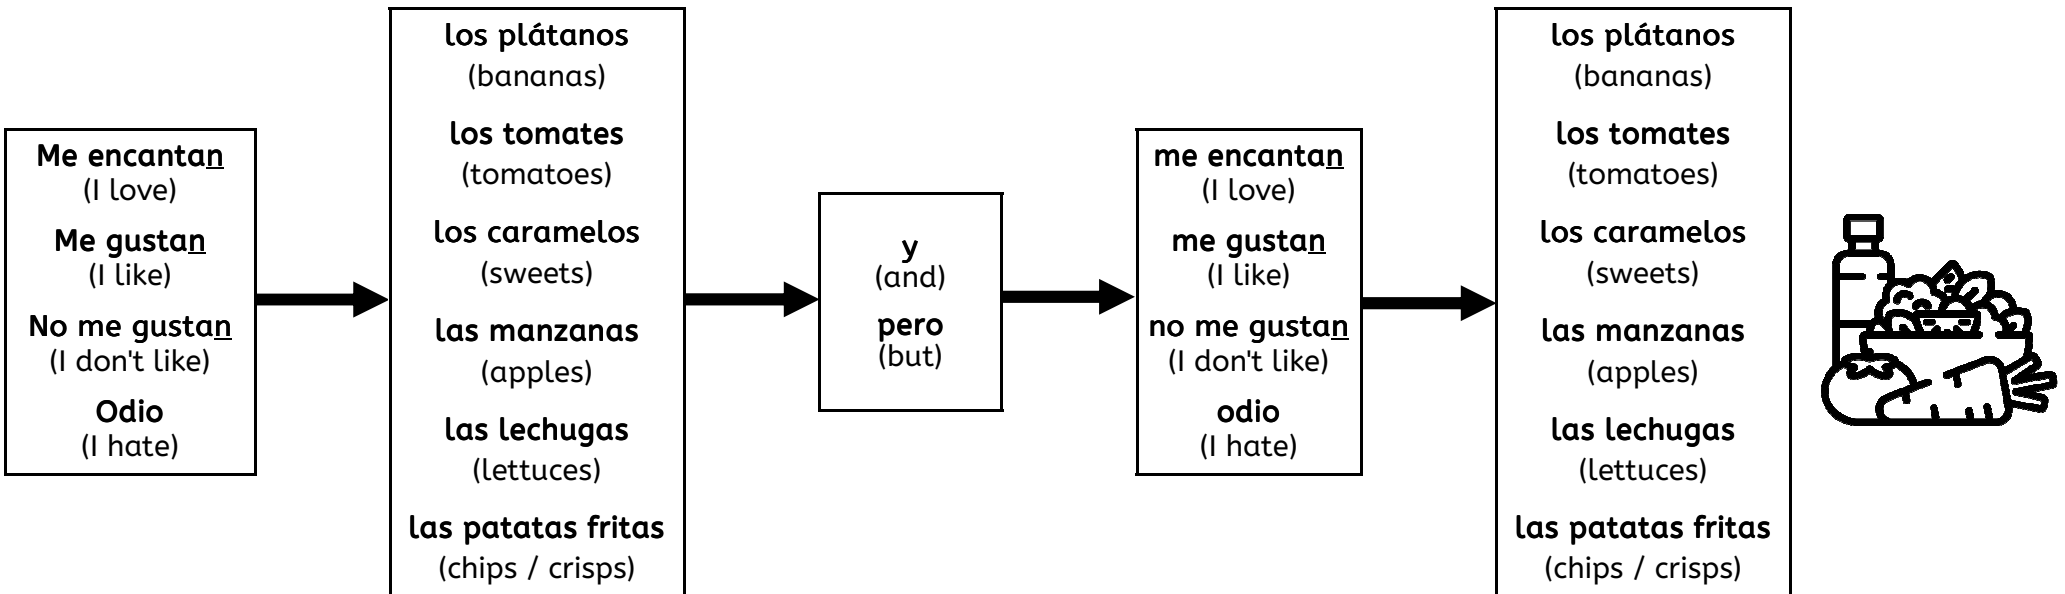 Me encantan
(I love)
Me gustan
(I like)
No me gustan
(I don't like)
Odio
(I hate)
los plátanos
(bananas)
los tomates
(tomatoes)
los caramelos
(sweets)
las manzanas
(apples)
las lechugas
(lettuces)
las patatas fritas
(chips / crisps)
y
(and)
pero
(but)
me encantan
(I love)
me gustan
(I like)
no me gustan
(I don't like)
odio
(I hate)
los plátanos
(bananas)
los tomates
(tomatoes)
los caramelos
(sweets)
las manzanas
(apples)
las lechugas
(lettuces)
las patatas fritas
(chips / crisps)